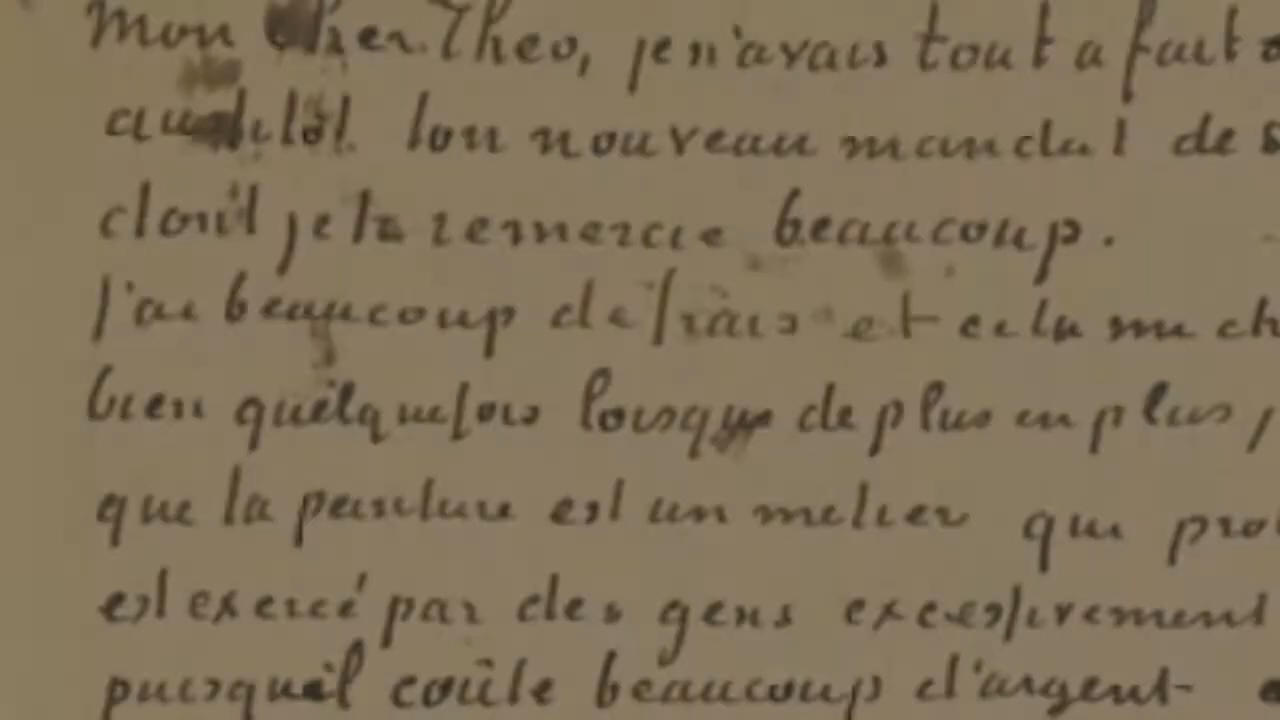 Mon cher Theo, je n'avais tout a fait
aussitôt ton nouveau mandat de
dont je te remercie beaucoup.
J'ai beaucoup de frais et cela me
bien quelquefois lorsque de plus en plus
que la peinture est un metier qui
est exercé par des gens excessivement
puisqu'il coûte beaucoup d'argent